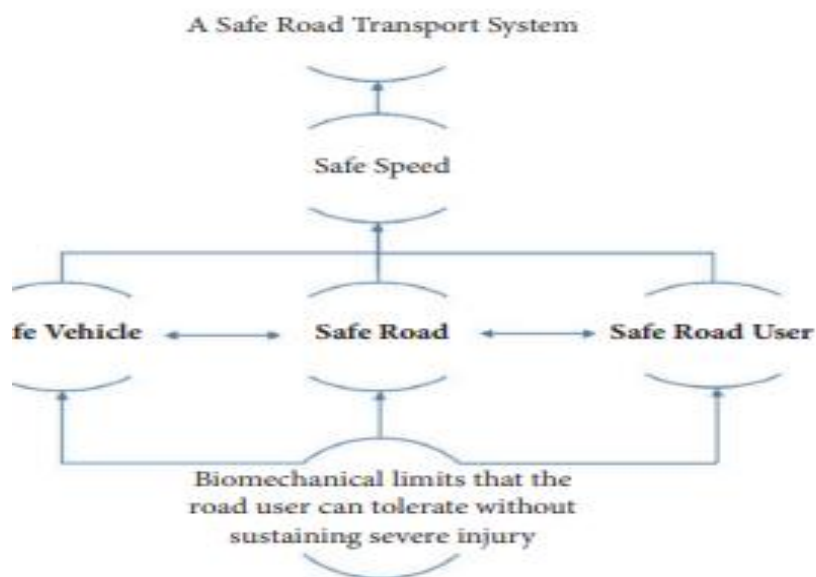 A Safe Road Transport System
Safe Speed
fe Vehicle
Safe Road
Safe Road User
Biomechanical limits that the
road user can tolerate without
sustaining severe injury